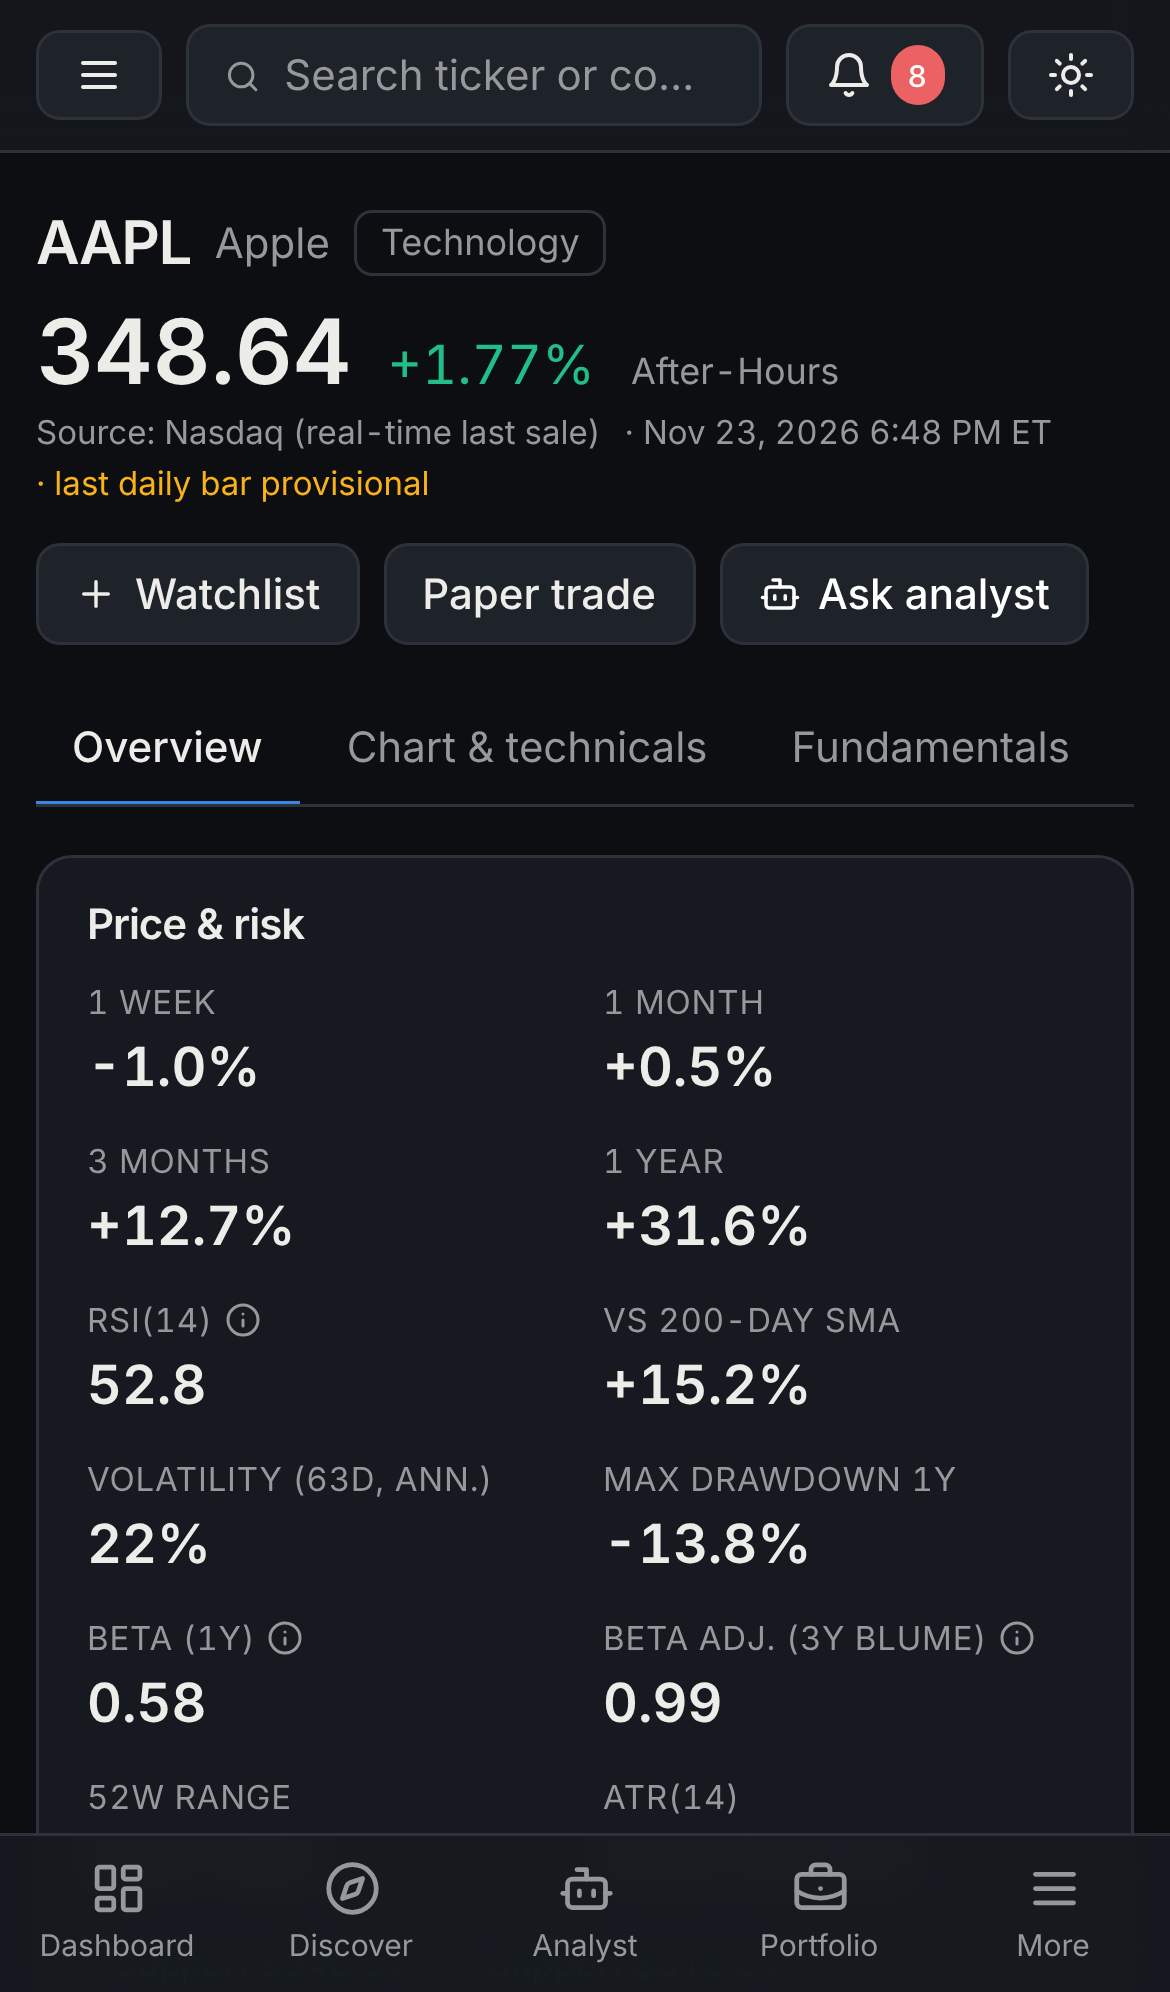 Search ticker or co...
8
AAPL Apple Technology
348.64 +1.77% After-Hours
Source: Nasdaq (real-time last sale) · Nov 23, 2026 6:48 PM ET
· last daily bar provisional
+ Watchlist Paper trade Ask analyst
Overview Chart & technicals Fundamentals
Price & risk
1 WEEK 1 MONTH
-1.0% +0.5%
3 MONTHS 1 YEAR
+12.7% +31.6%
RSI(14) VS 200-DAY SMA
52.8 +15.2%
VOLATILITY (63D, ANN.) MAX DRAWDOWN 1Y
22% -13.8%
BETA (1Y) BETA ADJ. (3Y BLUME)
0.58 0.99
52W RANGE ATR(14)
Dashboard Discover Analyst Portfolio More